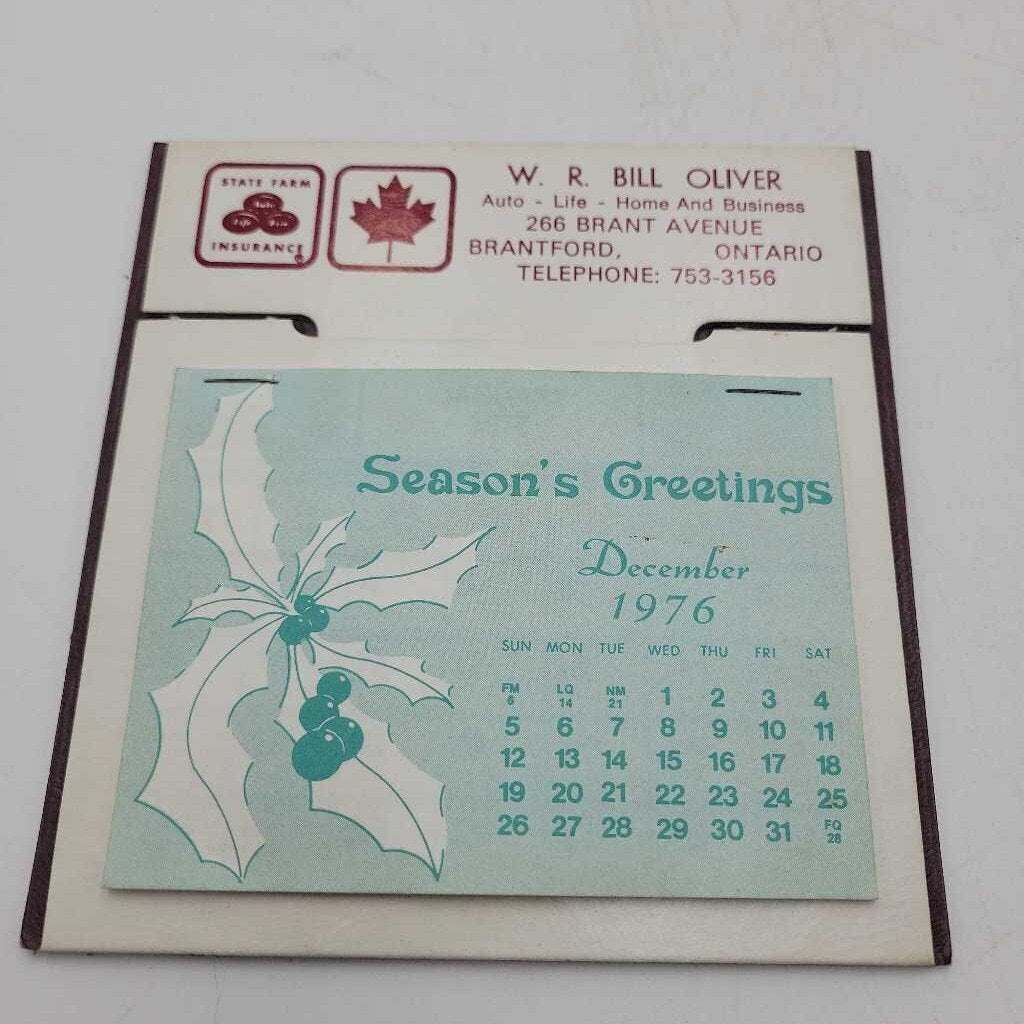 STATE FARM
Auto
Life Fire
INSURANCE
W. R. BILL OLIVER
Auto - Life - Home And Business
266 BRANT AVENUE
BRANTFORD, ONTARIO
TELEPHONE: 753-3156
Season's Greetings
December
1976
SUN MON TUE WED THU FRI SAT
FM 6 LQ 14 NM 21 1 2 3 4
5 6 7 8 9 10 11
12 13 14 15 16 17 18
19 20 21 22 23 24 25
26 27 28 29 30 31 FQ 28